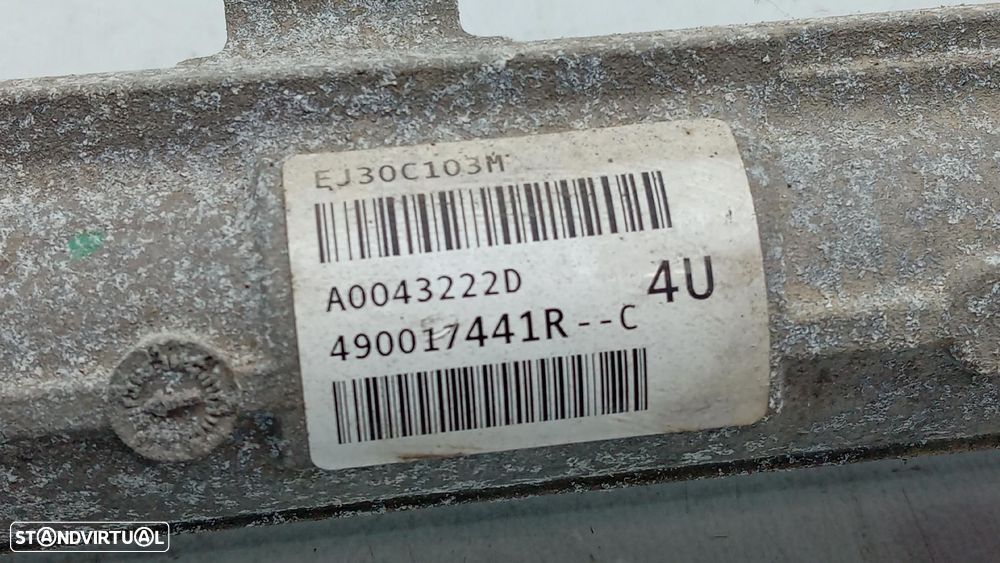 EJ30C103M
A0043222D
4U
490017441R--C
STANDVIRTUAL